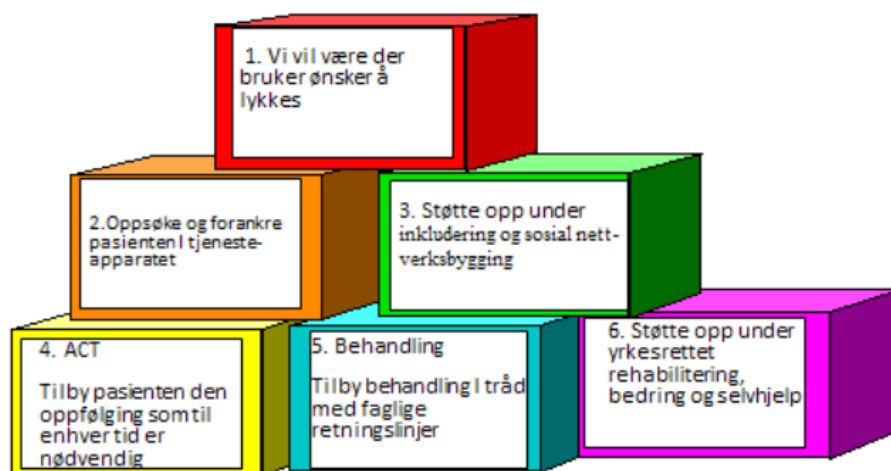 1. Vi vil være der
bruker ønsker å
lykkes
2.Oppsøke og forankre
pasienten I tjeneste-
apparatet
3. Støtte opp under
inkludering og sosial nett-
verksbygging
4. ACT
Tilby pasienten den
oppfølging som til
enhver tid er
nødvendig
5. Behandling
Tilby behandling I tråd
med faglige
retningslinjer
6. Støtte opp under
yrkesrettet
rehabilitering,
bedring og selvhjelp